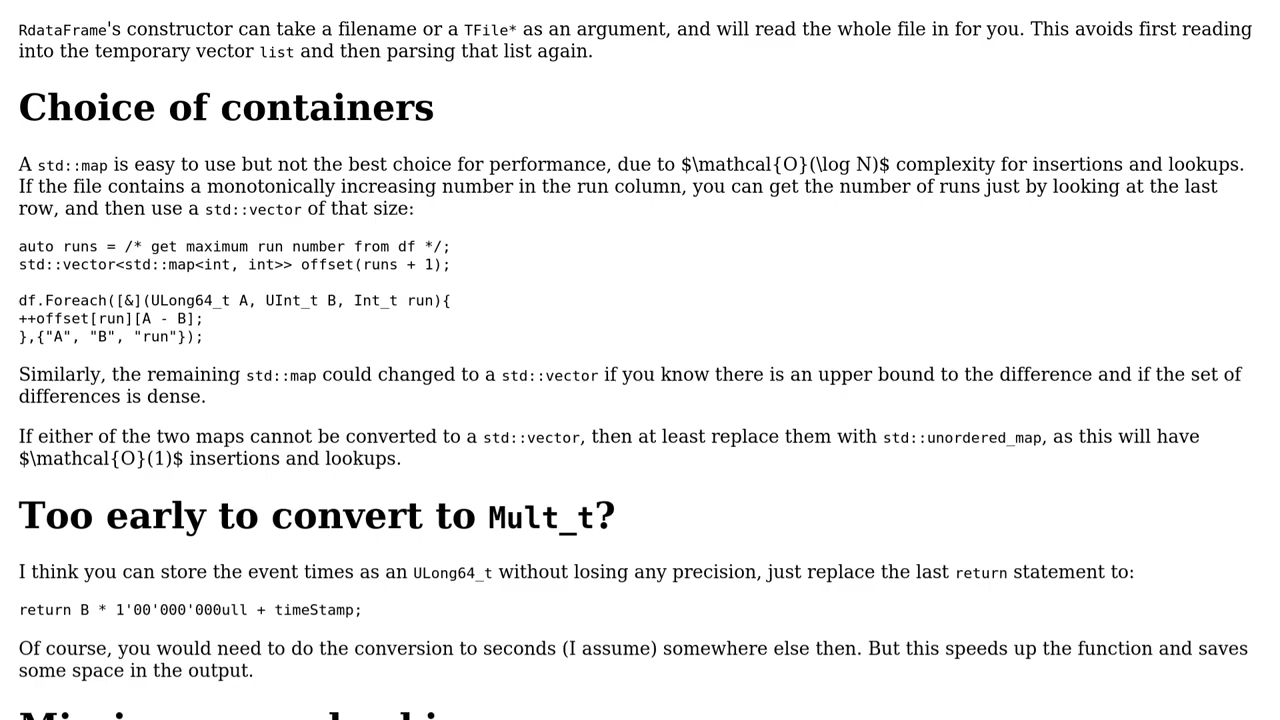 RdataFrame's constructor can take a filename or a TFile* as an argument, and will read the whole file in for you. This avoids first reading
into the temporary vector list and then parsing that list again.
Choice of containers
A std::map is easy to use but not the best choice for performance, due to $\mathcal{O}(\log N)$ complexity for insertions and lookups.
If the file contains a monotonically increasing number in the run column, you can get the number of runs just by looking at the last
row, and then use a std::vector of that size:
auto runs = /* get maximum run number from df */;
std::vector<std::map<int, int>> offset(runs + 1);
df.Foreach([&](ULong64_t A, UInt_t B, Int_t run){
++offset[run][A - B];
},{"A", "B", "run"});
Similarly, the remaining std::map could changed to a std::vector if you know there is an upper bound to the difference and if the set of
differences is dense.
If either of the two maps cannot be converted to a std::vector, then at least replace them with std::unordered_map, as this will have
$\mathcal{O}(1)$ insertions and lookups.
Too early to convert to Mult_t?
I think you can store the event times as an ULong64_t without losing any precision, just replace the last return statement to:
return B * 1'00'000'000ull + timeStamp;
Of course, you would need to do the conversion to seconds (I assume) somewhere else then. But this speeds up the function and saves
some space in the output.